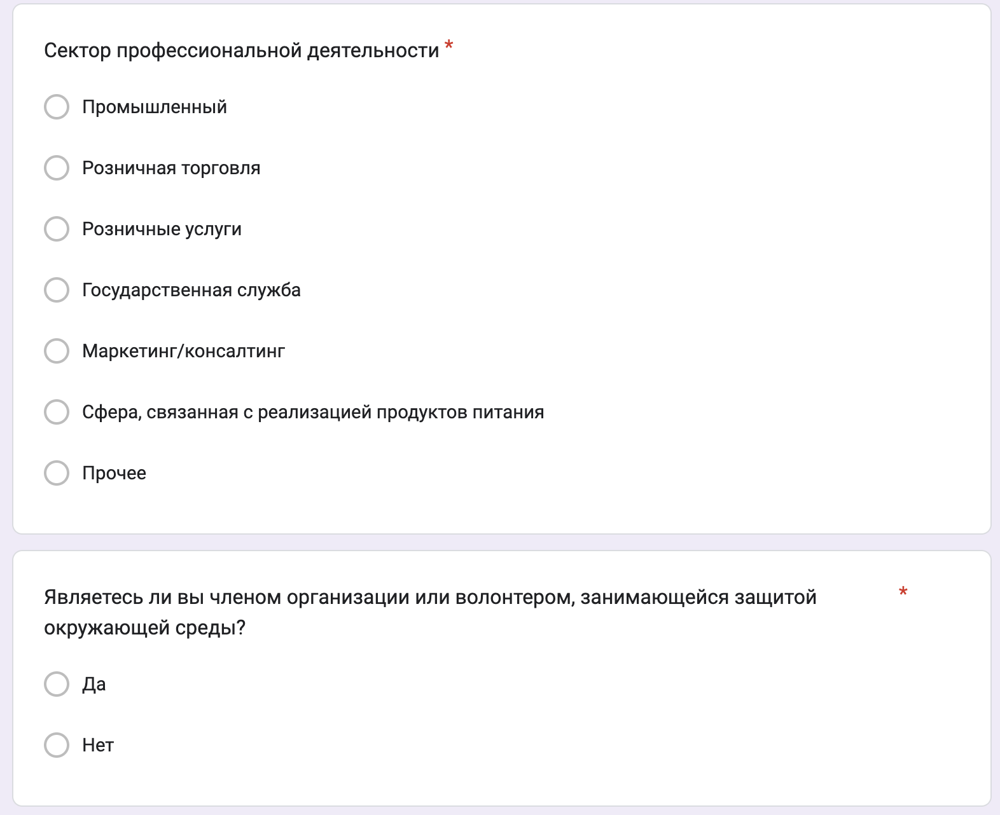 Сектор профессиональной деятельности *
Промышленный
Розничная торговля
Розничные услуги
Государственная служба
Маркетинг/консалтинг
Сфера, связанная с реализацией продуктов питания
Прочее
Являетесь ли вы членом организации или волонтером, занимающейся защитой *
окружающей среды?
Да
Нет